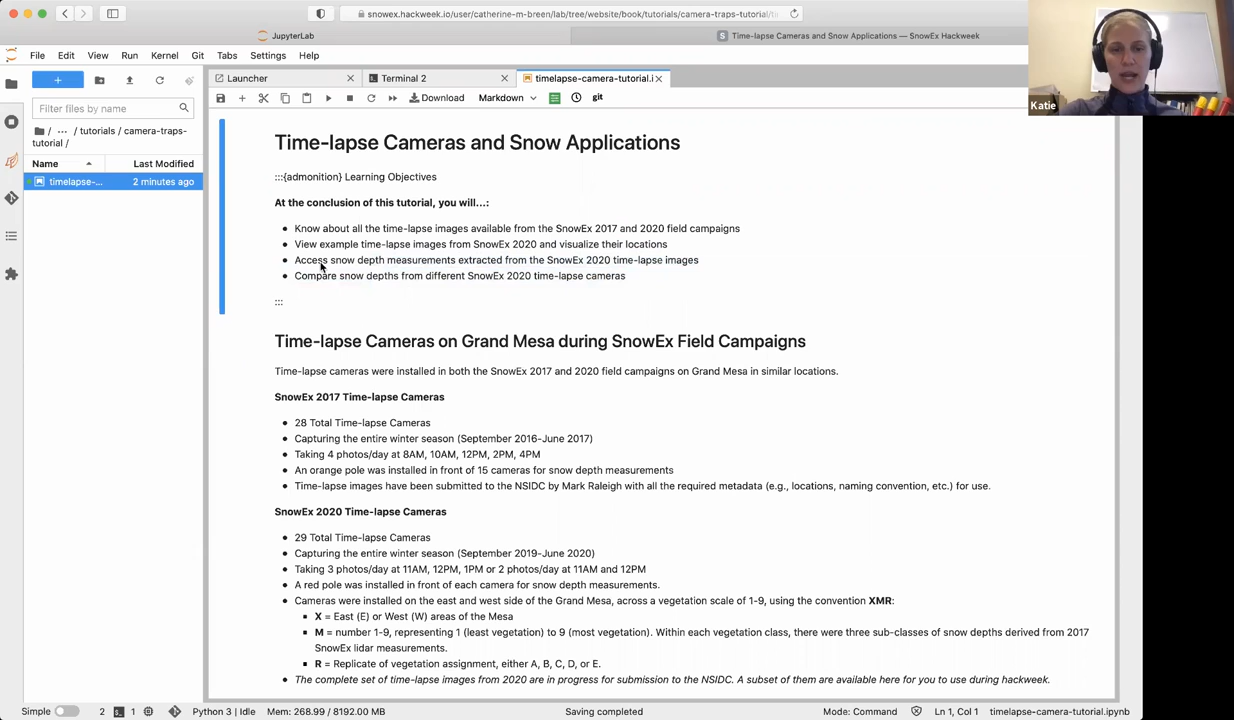 snowex.hackweek.io/user/catherine-m-breen/lab/tree/website/book/tutorials/camera-traps-tutorial/
JupyterLab
S Time-lapse Cameras and Snow Applications — SnowEx Hackweek
File Edit View Run Kernel Git Tabs Settings Help
Launcher
Terminal 2
timelapse-camera-tutorial.i
Download
Markdown
git
Filter files by name
/ ... / tutorials / camera-traps-
tutorial /
Name Last Modified
timelapse-... 2 minutes ago
Katie
Time-lapse Cameras and Snow Applications
:::{admonition} Learning Objectives
At the conclusion of this tutorial, you will...:
Know about all the time-lapse images available from the SnowEx 2017 and 2020 field campaigns
View example time-lapse images from SnowEx 2020 and visualize their locations
Access snow depth measurements extracted from the SnowEx 2020 time-lapse images
Compare snow depths from different SnowEx 2020 time-lapse cameras
:::
Time-lapse Cameras on Grand Mesa during SnowEx Field Campaigns
Time-lapse cameras were installed in both the SnowEx 2017 and 2020 field campaigns on Grand Mesa in similar locations.
SnowEx 2017 Time-lapse Cameras
28 Total Time-lapse Cameras
Capturing the entire winter season (September 2016-June 2017)
Taking 4 photos/day at 8AM, 10AM, 12PM, 2PM, 4PM
An orange pole was installed in front of 15 cameras for snow depth measurements
Time-lapse images have been submitted to the NSIDC by Mark Raleigh with all the required metadata (e.g., locations, naming convention, etc.) for use.
SnowEx 2020 Time-lapse Cameras
29 Total Time-lapse Cameras
Capturing the entire winter season (September 2019-June 2020)
Taking 3 photos/day at 11AM, 12PM, 1PM or 2 photos/day at 11AM and 12PM
A red pole was installed in front of each camera for snow depth measurements.
Cameras were installed on the east and west side of the Grand Mesa, across a vegetation scale of 1-9, using the convention XMR:
X = East (E) or West (W) areas of the Mesa
M = number 1-9, representing 1 (least vegetation) to 9 (most vegetation). Within each vegetation class, there were three sub-classes of snow depths derived from 2017
SnowEx lidar measurements.
R = Replicate of vegetation assignment, either A, B, C, D, or E.
The complete set of time-lapse images from 2020 are in progress for submission to the NSIDC. A subset of them are available here for you to use during hackweek.
Simple 2 1 Python 3 | Idle Mem: 268.99 / 8192.00 MB Saving completed Mode: Command Ln 1, Col 1 timelapse-camera-tutorial.ipynb